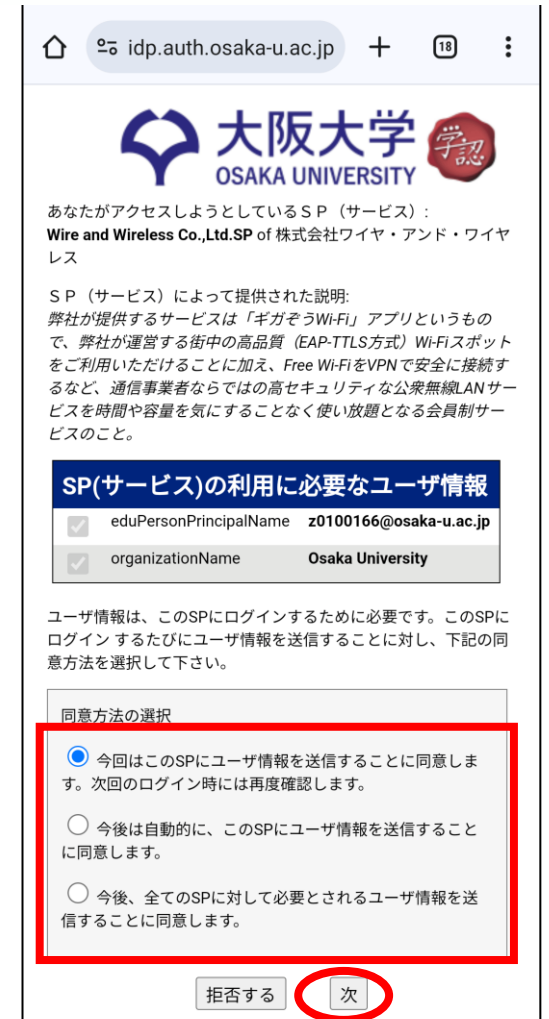 idp.auth.osaka-u.ac.jp
18
大阪大学
OSAKA UNIVERSITY
学認
あなたがアクセスしようとしているＳＰ（サービス）:
Wire and Wireless Co.,Ltd.SP of 株式会社ワイヤ・アンド・ワイヤ
レス
ＳＰ（サービス）によって提供された説明:
弊社が提供するサービスは「ギガぞうWi-Fi」アプリというもの
で、弊社が運営する街中の高品質（EAP-TTLS方式）Wi-Fiスポット
をご利用いただけることに加え、Free Wi-FiをVPNで安全に接続す
るなど、通信事業者ならではの高セキュリティな公衆無線LANサー
ビスを時間や容量を気にすることなく使い放題となる会員制サー
ビスのこと。
SP(サービス)の利用に必要なユーザ情報
eduPersonPrincipalName z0100166@osaka-u.ac.jp
organizationName Osaka University
ユーザ情報は、このSPにログインするために必要です。このSPに
ログイン するたびにユーザ情報を送信することに対し、下記の同
意方法を選択して下さい。
同意方法の選択
今回はこのSPにユーザ情報を送信することに同意しま
す。次回のログイン時には再度確認します。
今後は自動的に、このSPにユーザ情報を送信すること
に同意します。
今後、全てのSPに対して必要とされるユーザ情報を送
信することに同意します。
拒否する 次